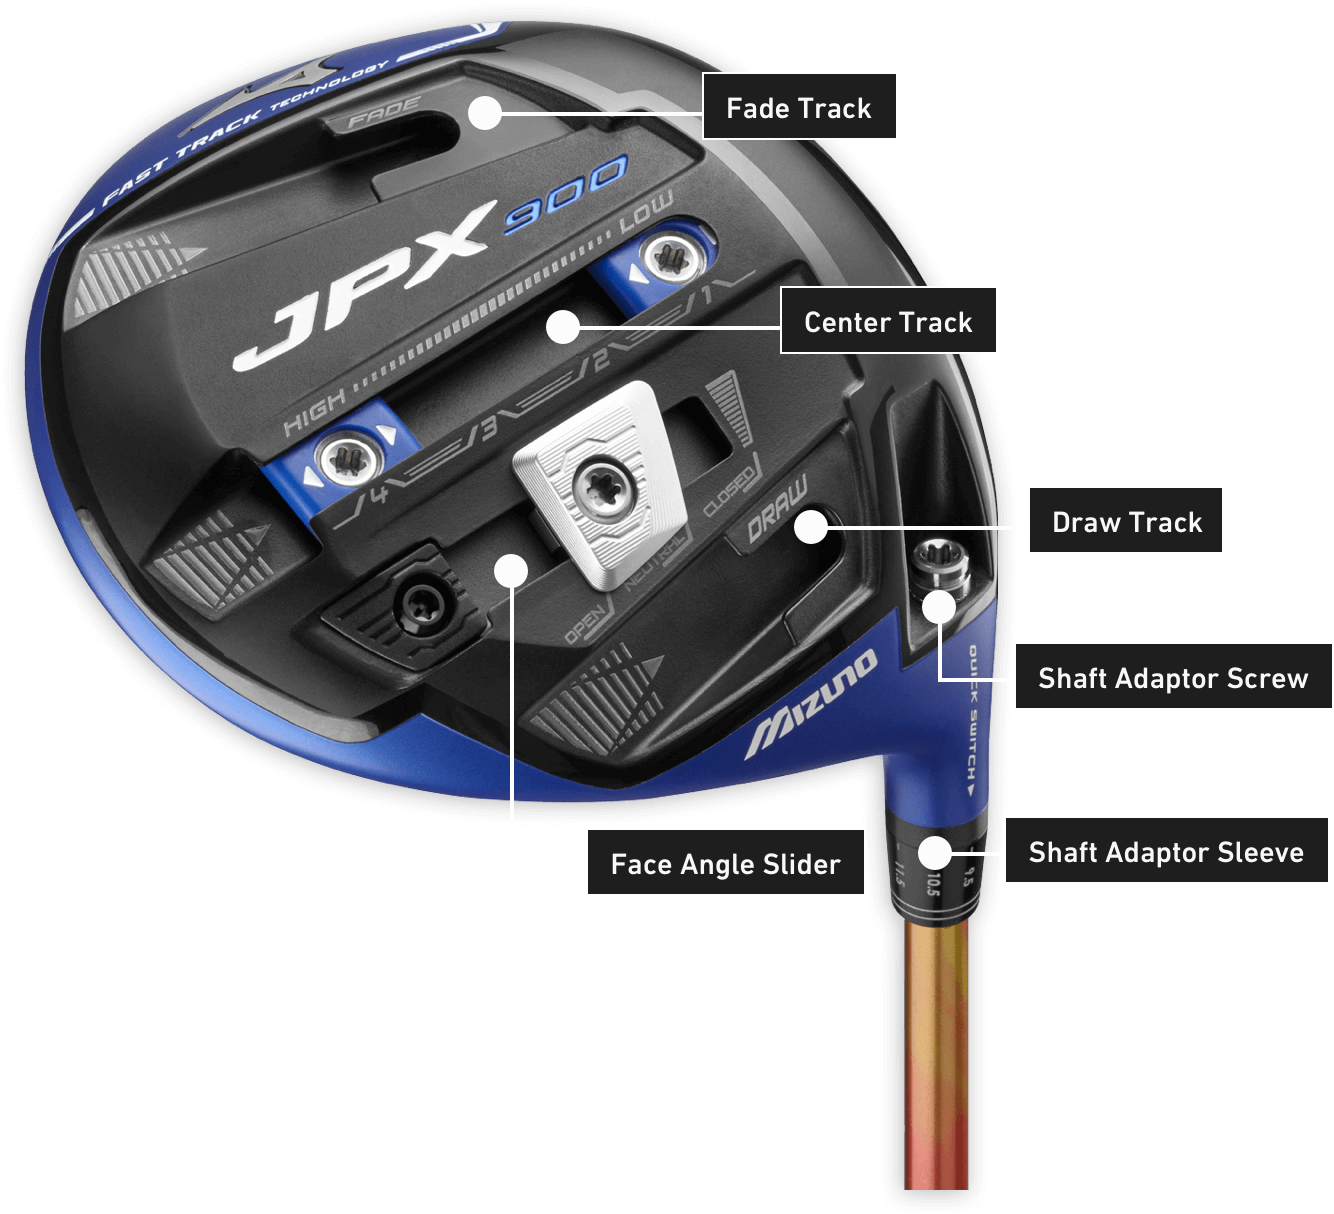 FAST TRACK TECHNOLOGY
FADE
Fade Track
JPX 900
LOW
HIGH
1
2
3
4
Center Track
CLOSED
NEUTRAL
OPEN
DRAW
Draw Track
Shaft Adaptor Screw
MIZUNO
QUICK SWITCH
Face Angle Slider
Shaft Adaptor Sleeve
11.5
10.5
9.5